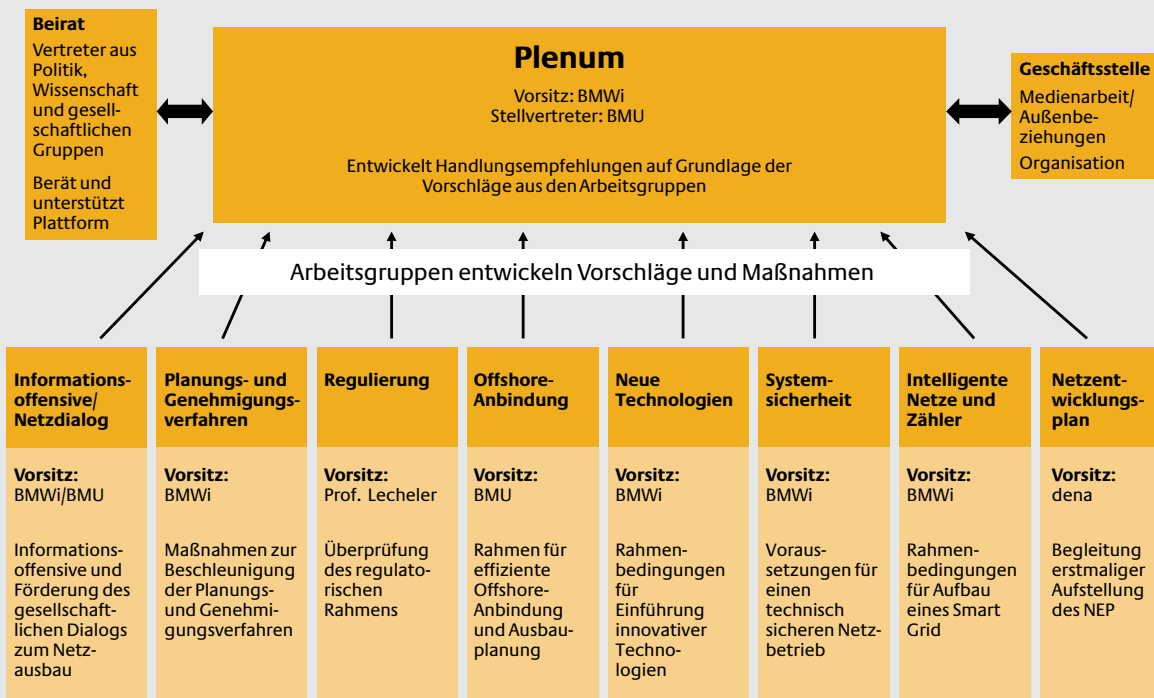 Beirat
Vertreter aus
Politik,
Wissenschaft
und gesell-
schaftlichen
Gruppen
Berät und
unterstützt
Plattform
Plenum
Vorsitz: BMWi
Stellvertreter: BMU
Entwickelt Handlungsempfehlungen auf Grundlage der
Vorschläge aus den Arbeitsgruppen
Geschäftsstelle
Medienarbeit/
Außenbe-
ziehungen
Organisation
Arbeitsgruppen entwickeln Vorschläge und Maßnahmen
Informations-
offensive/
Netzdialog
Vorsitz:
BMWi/BMU
Informations-
offensive und
Förderung des
gesellschaft-
lichen Dialogs
zum Netz-
ausbau
Planungs- und
Genehmigungs-
verfahren
Vorsitz:
BMWi
Maßnahmen zur
Beschleunigung
der Planungs-
und Genehmi-
gungsverfahren
Regulierung
Vorsitz:
Prof. Lecheler
Überprüfung
des regulato-
rischen
Rahmens
Offshore-
Anbindung
Vorsitz:
BMU
Rahmen für
effiziente
Offshore-
Anbindung
und Ausbau-
planung
Neue
Technologien
Vorsitz:
BMWi
Rahmen-
bedingungen
für
Einführung
innovativer
Techno-
logien
System-
sicherheit
Vorsitz:
BMWi
Voraus-
setzungen für
einen
technisch
sicheren Netz-
betrieb
Intelligente
Netze und
Zähler
Vorsitz:
BMWi
Rahmen-
bedingungen
für Aufbau
eines Smart
Grid
Netzent-
wicklungs-
plan
Vorsitz:
dena
Begleitung
erstmaliger
Aufstellung
des NEP